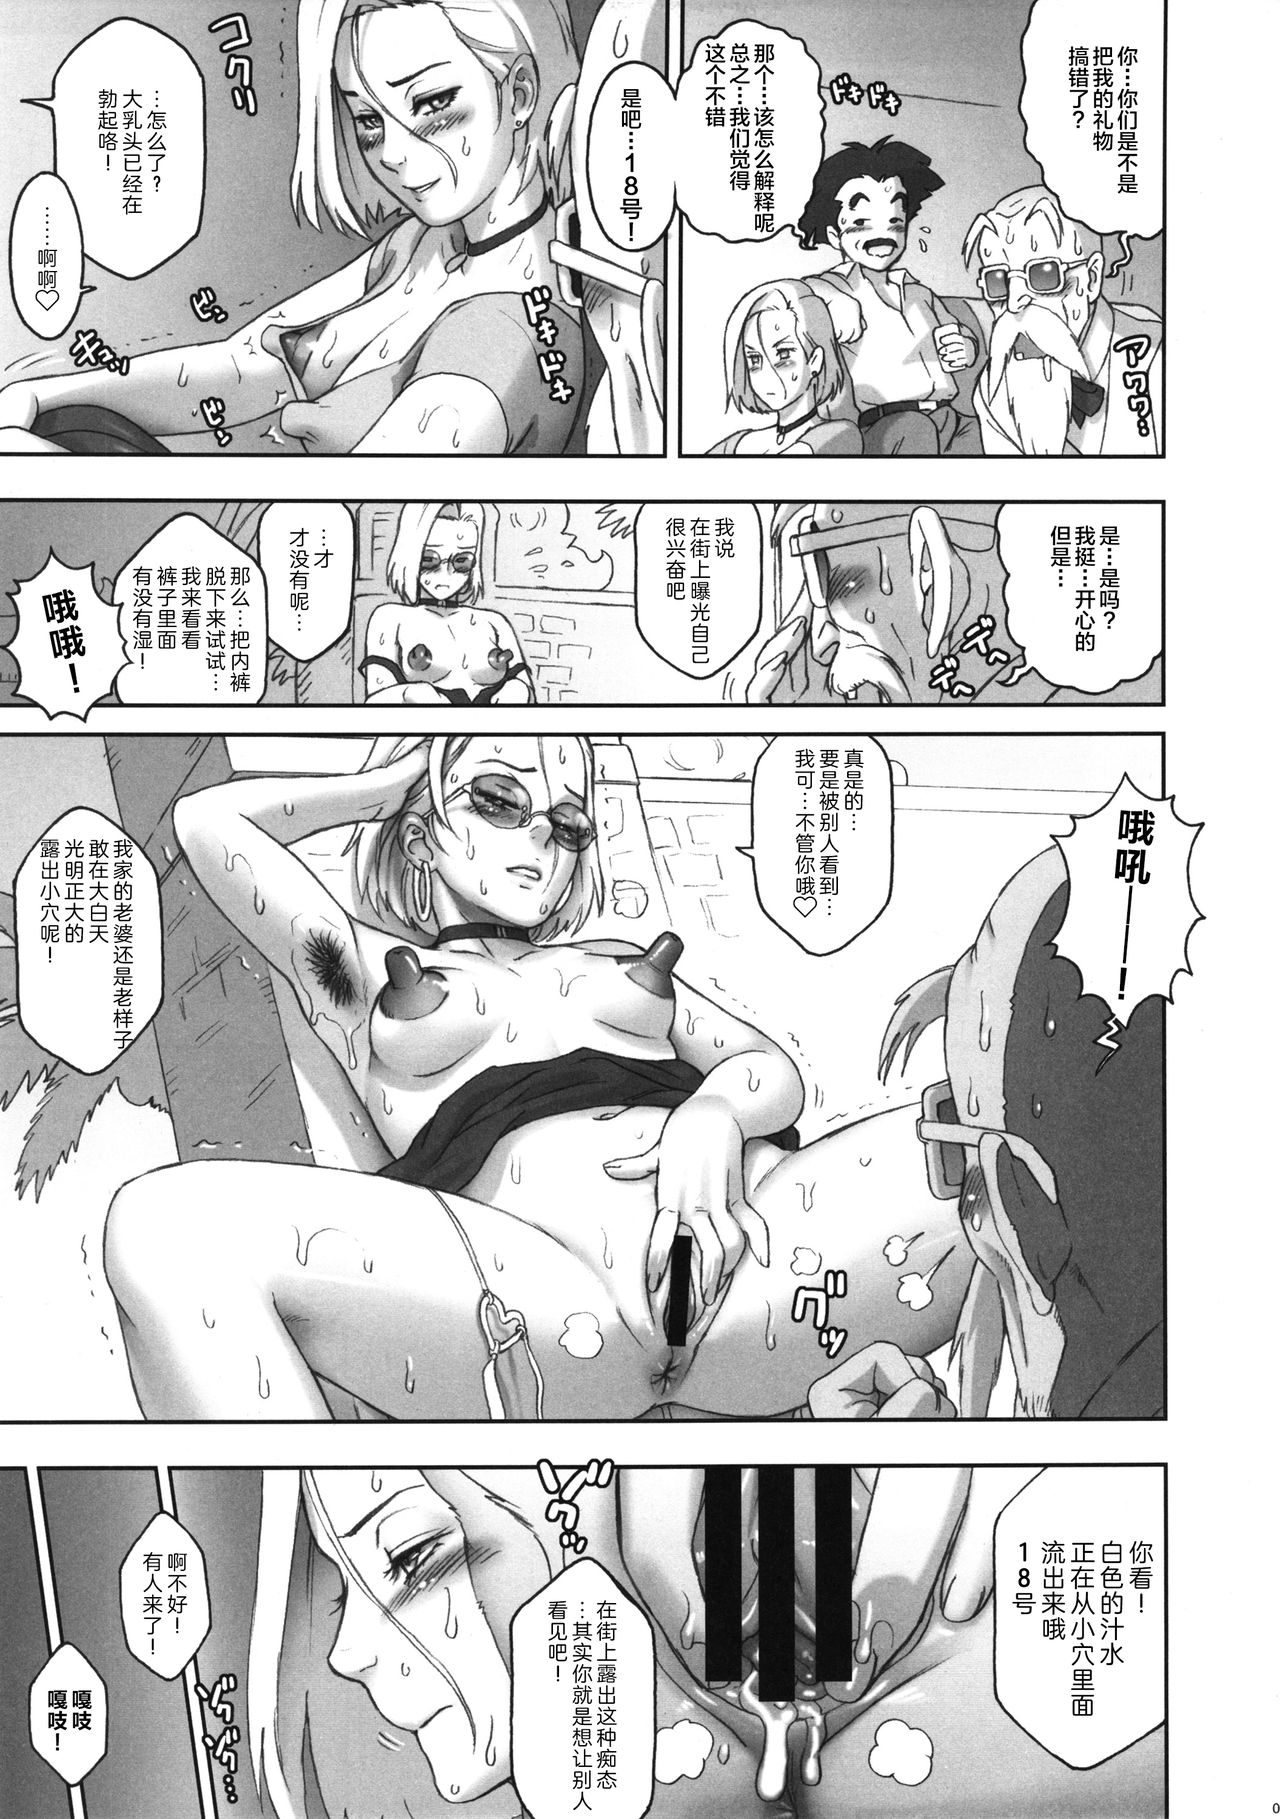 你…你们是不是
把我的礼物
搞错了？
那个…该怎么解释呢
总之…我们觉得
这个不错
ドキドキ
アワワ…
是吧…18号！
コクリ
…怎么了？
大乳头已经在
勃起咯！
……啊啊♡
ドキドキ
ビンビン
是…是吗？
我挺…开心的
但是…
我说
在街上曝光自己
很兴奋吧
…才
才没有呢…
那么…把内裤
脱下来试试…
我来看看
裤子里面
有没有湿！
哦哦！
哦吼——！
真是的…
要是被别人看到…
我可…不管你哦♡
我家的老婆还是老样子
敢在大白天
光明正大的
露出小穴呢！
你看！
白色的汁水
正在从小穴里面
流出来哦
18号
在街上露出这种痴态
…其实你就是想让别人
看见吧！
ドキドキ
ゾクゾク…
啊不好！
有人来了！
嘎吱
嘎吱！